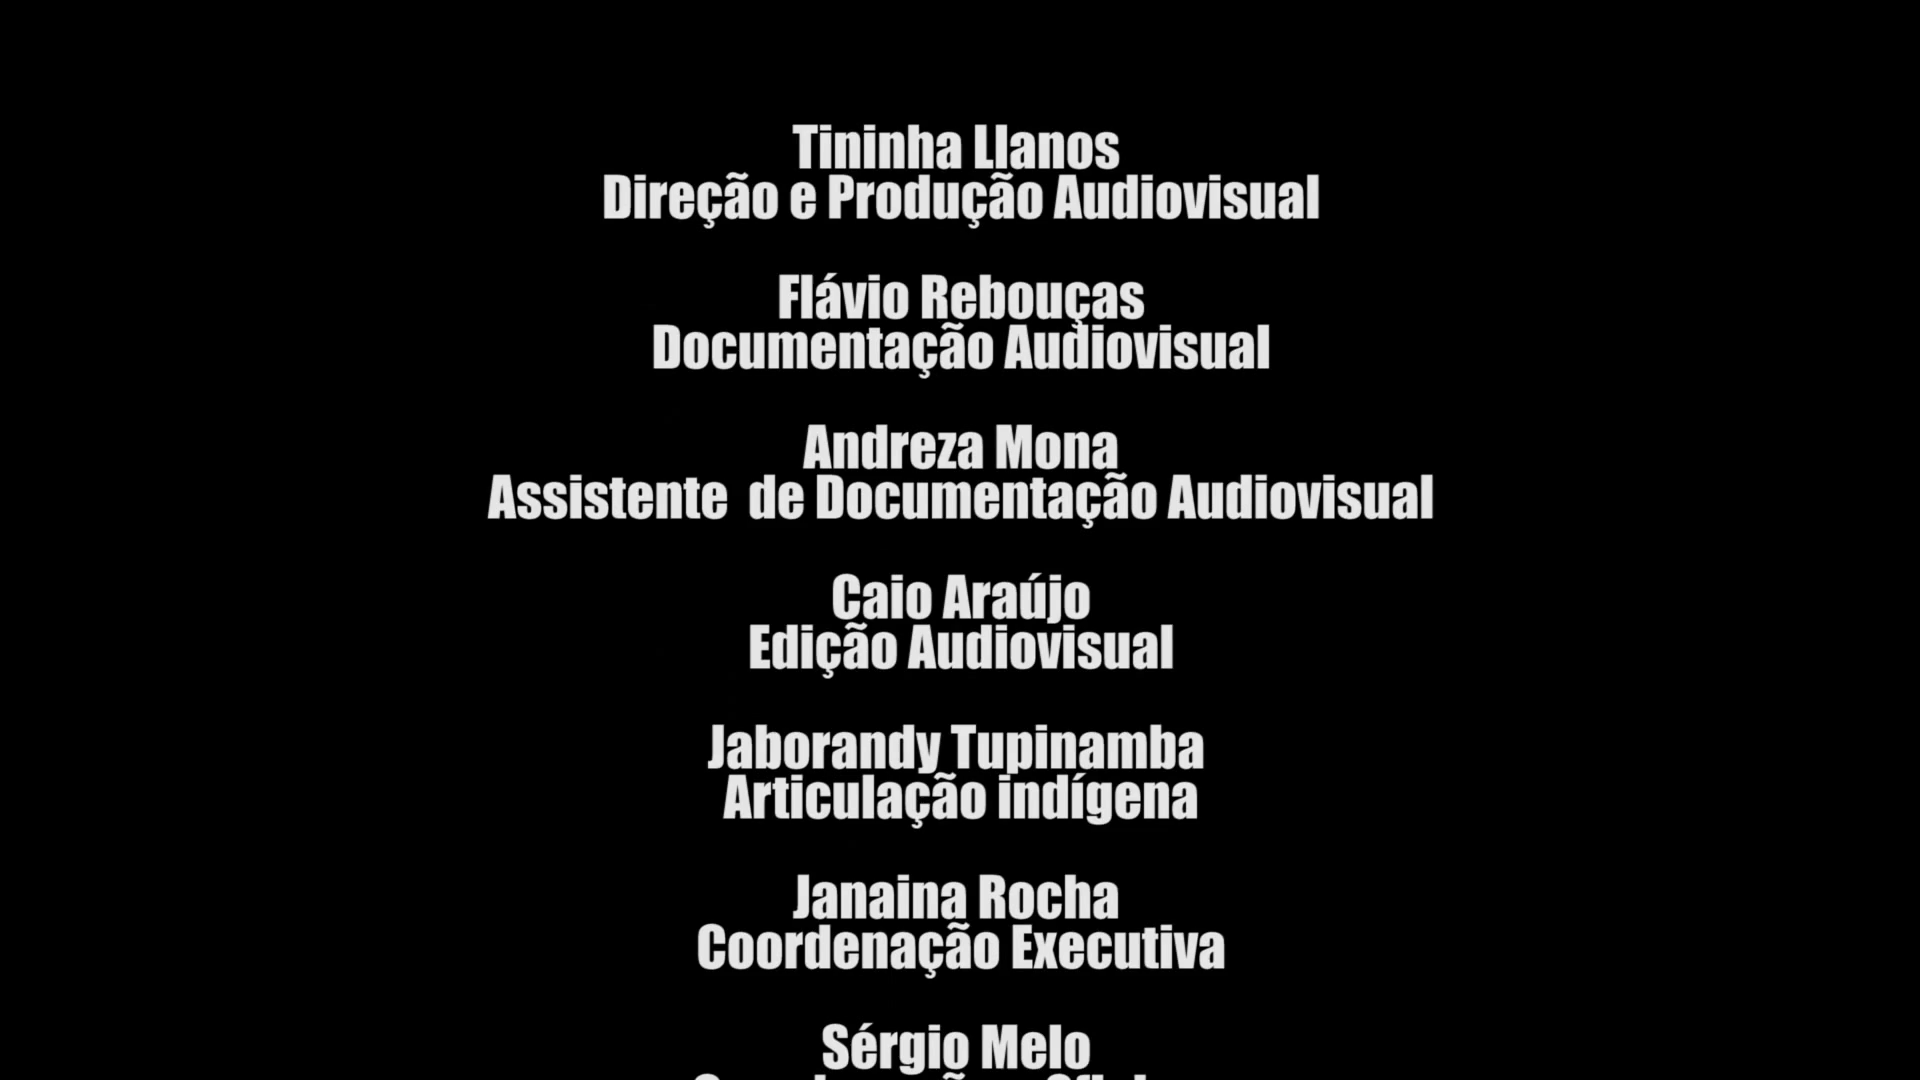 Tininha Llanos
Direção e Produção Audiovisual
Flávio Rebouças
Documentação Audiovisual
Andreza Mona
Assistente  de Documentação Audiovisual
Caio Araújo
Edição Audiovisual
Jaborandy Tupinamba
Articulação indígena
Janaina Rocha
Coordenação Executiva
Sérgio Melo